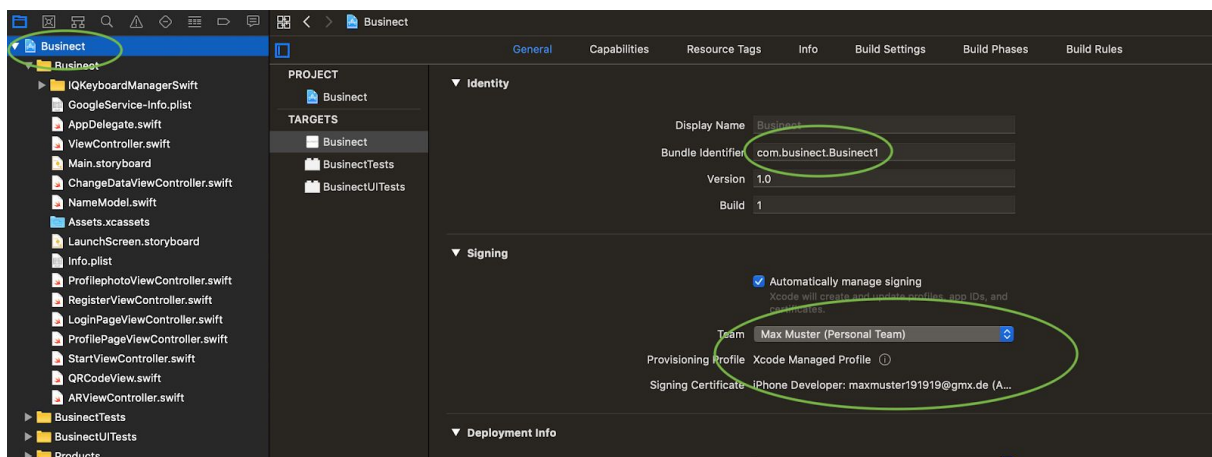 Businect
Businect
Businect
IQKeyboardManagerSwift
GoogleService-Info.plist
AppDelegate.swift
ViewController.swift
Main.storyboard
ChangeDataViewController.swift
NameModel.swift
Assets.xcassets
LaunchScreen.storyboard
Info.plist
ProfilephotoViewController.swift
RegisterViewController.swift
LoginPageViewController.swift
ProfilePageViewController.swift
StartViewController.swift
QRCodeView.swift
ARViewController.swift
BusinectTests
BusinectUITests
Products
PROJECT
Businect
TARGETS
Businect
BusinectTests
BusinectUITests
General Capabilities Resource Tags Info Build Settings Build Phases Build Rules
Identity
Display Name Businect
Bundle Identifier com.businect.Businect1
Version 1.0
Build 1
Signing
Automatically manage signing
Xcode will create and update profiles, app IDs, and
certificates.
Team Max Muster (Personal Team)
Provisioning Profile Xcode Managed Profile
Signing Certificate iPhone Developer: maxmuster191919@gmx.de (A...
Deployment Info